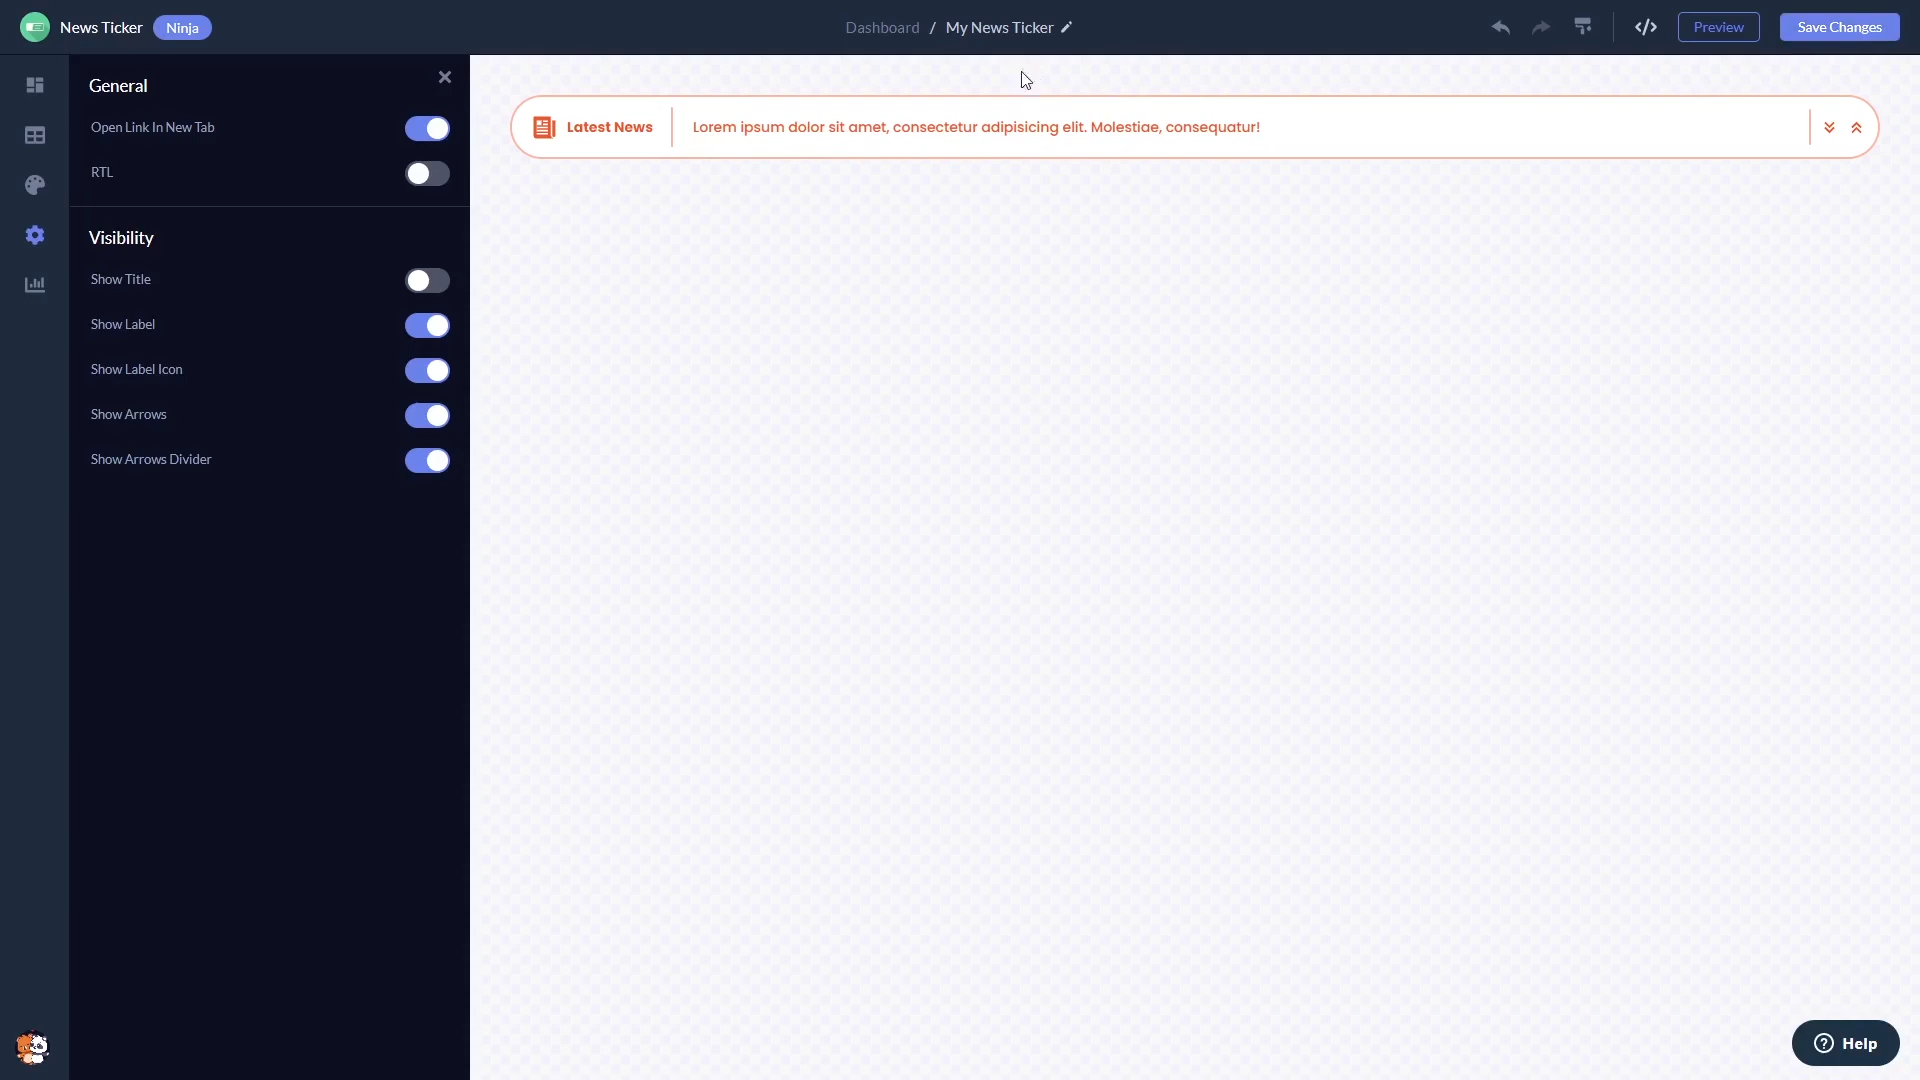 News Ticker Ninja
Dashboard / My News Ticker
Preview
Save Changes
General
Open Link In New Tab
RTL
Visibility
Show Title
Show Label
Show Label Icon
Show Arrows
Show Arrows Divider
Latest News
Lorem ipsum dolor sit amet, consectetur adipisicing elit. Molestiae, consequatur!
Help